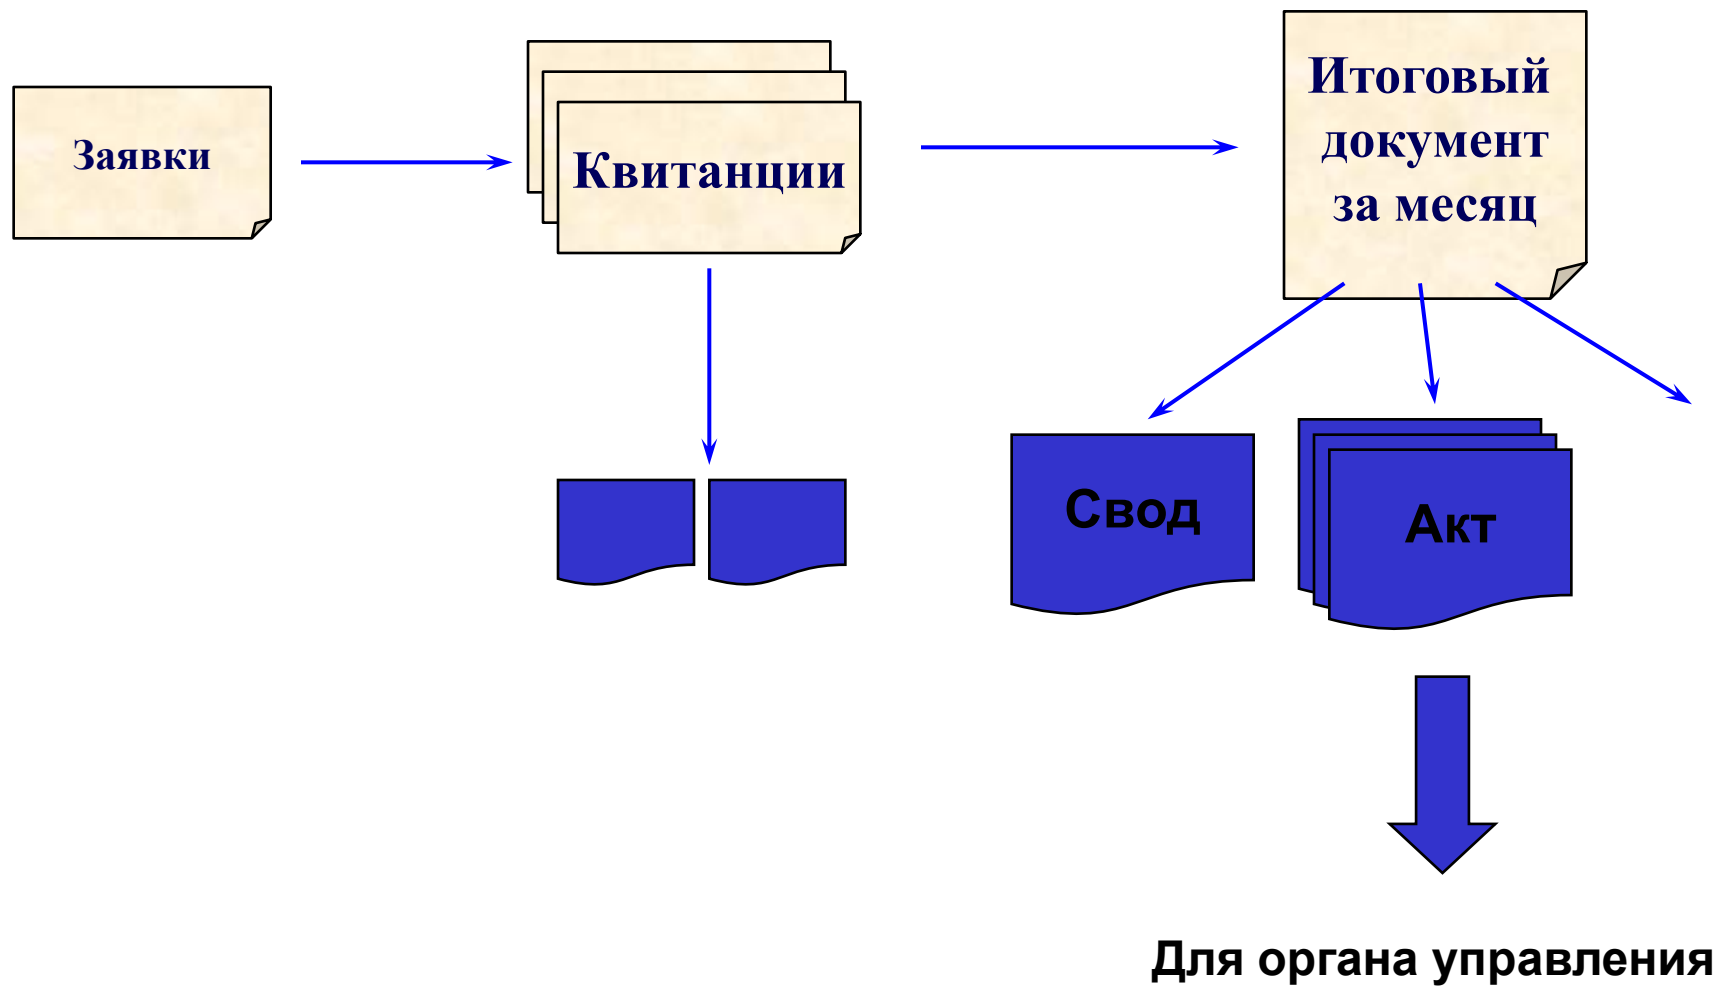 Заявки
Квитанции
Итоговый
документ
за месяц
Свод
Акт
Для органа управления